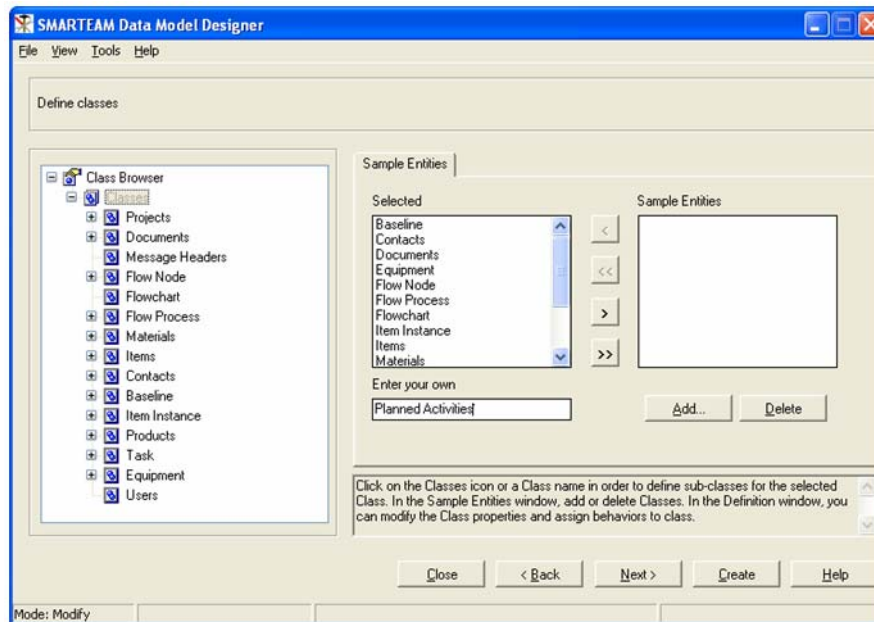 SMARTEAM Data Model Designer
File View Tools Help
Define classes
Class Browser
Classes
Projects
Documents
Message Headers
Flow Node
Flowchart
Flow Process
Materials
Items
Contacts
Baseline
Item Instance
Products
Task
Equipment
Users
Sample Entities
Selected
Baseline
Contacts
Documents
Equipment
Flow Node
Flow Process
Flowchart
Item Instance
Items
Materials
<
<<
>
>>
Sample Entities
Enter your own
Planned Activities
Add... Delete
Click on the Classes icon or a Class name in order to define sub-classes for the selected
Class. In the Sample Entities window, add or delete Classes. In the Definition window, you
can modify the Class properties and assign behaviors to class.
Close < Back Next > Create Help
Mode: Modify